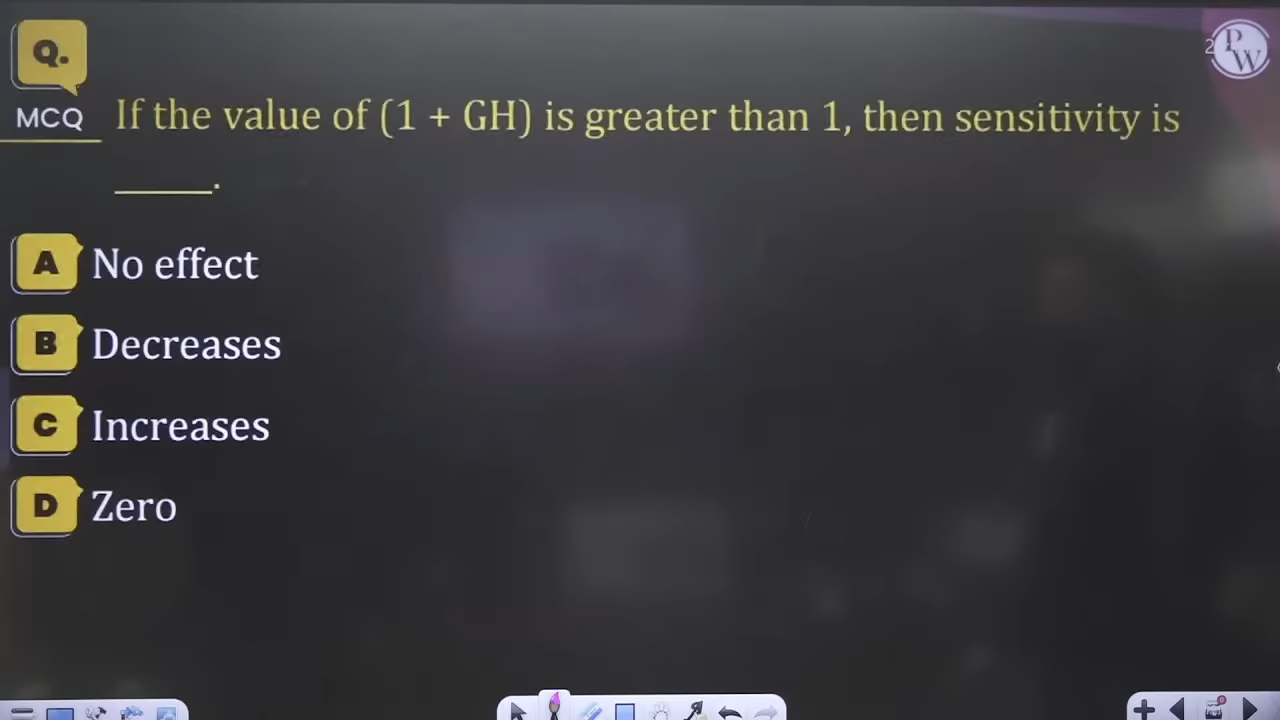 Q.
MCQ
If the value of (1 + GH) is greater than 1, then sensitivity is
_____.
A No effect
B Decreases
C Increases
D Zero
PW